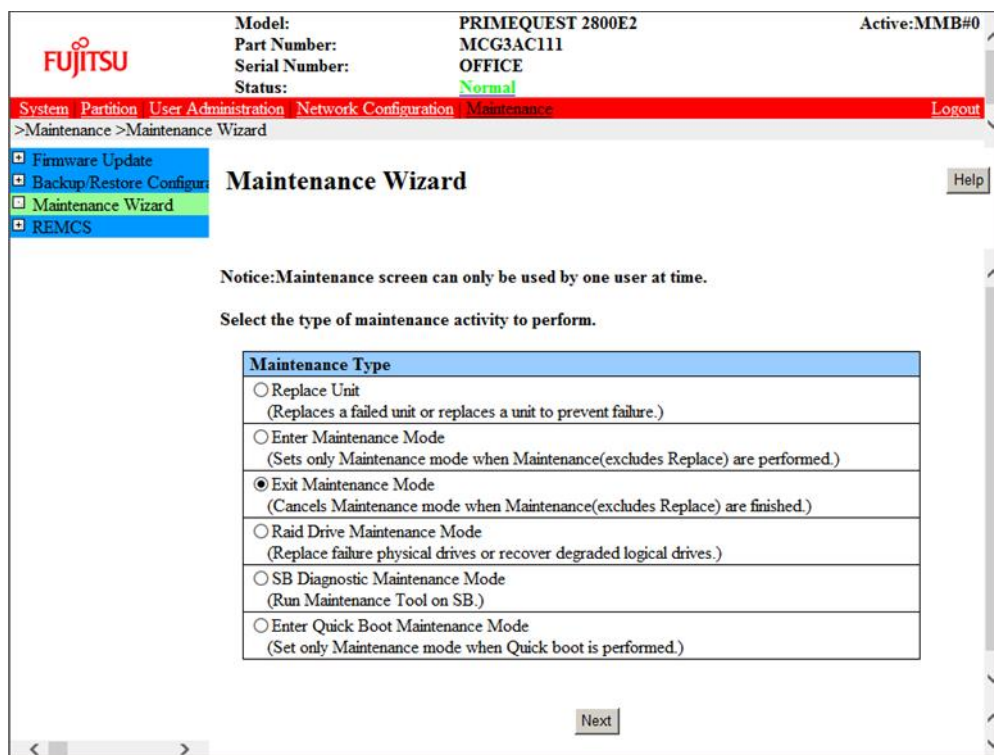 FUJITSU
Model: PRIMEQUEST 2800E2 Active:MMB#0
Part Number: MCG3AC111
Serial Number: OFFICE
Status: Normal
System Partition User Administration Network Configuration Maintenance Logout
>Maintenance >Maintenance Wizard
Firmware Update
Backup/Restore Configura
Maintenance Wizard
REMCS
Maintenance Wizard
Help
Notice:Maintenance screen can only be used by one user at time.
Select the type of maintenance activity to perform.
Maintenance Type
Replace Unit
(Replaces a failed unit or replaces a unit to prevent failure.)
Enter Maintenance Mode
(Sets only Maintenance mode when Maintenance(excludes Replace) are performed.)
Exit Maintenance Mode
(Cancels Maintenance mode when Maintenance(excludes Replace) are finished.)
Raid Drive Maintenance Mode
(Replace failure physical drives or recover degraded logical drives.)
SB Diagnostic Maintenance Mode
(Run Maintenance Tool on SB.)
Enter Quick Boot Maintenance Mode
(Set only Maintenance mode when Quick boot is performed.)
Next